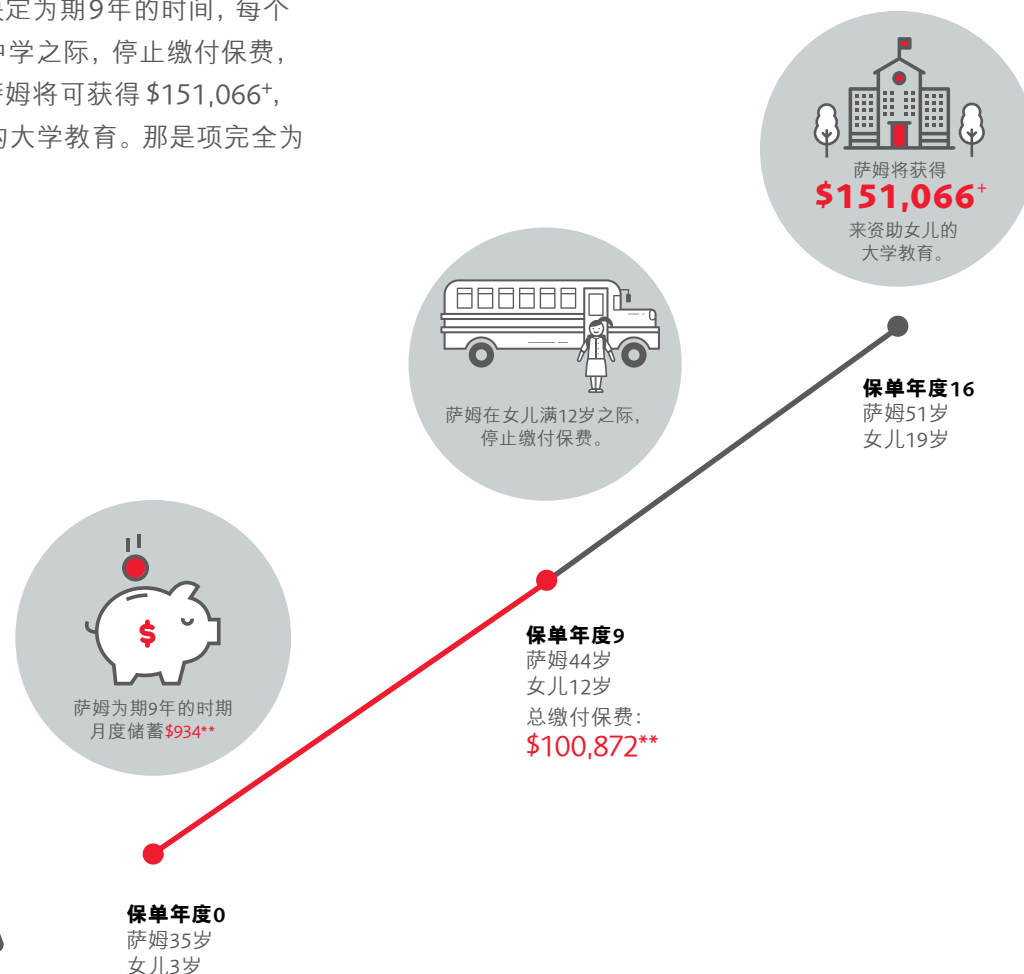 定为期9年的时间, 每个
学之际, 停止缴付保费,
姆将可获得 $151,066+,
大学教育。那是项完全为
萨姆将获得
$151,066+
来资助女儿的
大学教育。
萨姆在女儿满12岁之际,
停止缴付保费。
保单年度16
萨姆51岁
女儿19岁
$
萨姆为期9年的时期
月度储蓄$934**
保单年度9
萨姆44岁
女儿12岁
总缴付保费:
$100,872**
保单年度0
萨姆35岁
女儿3岁